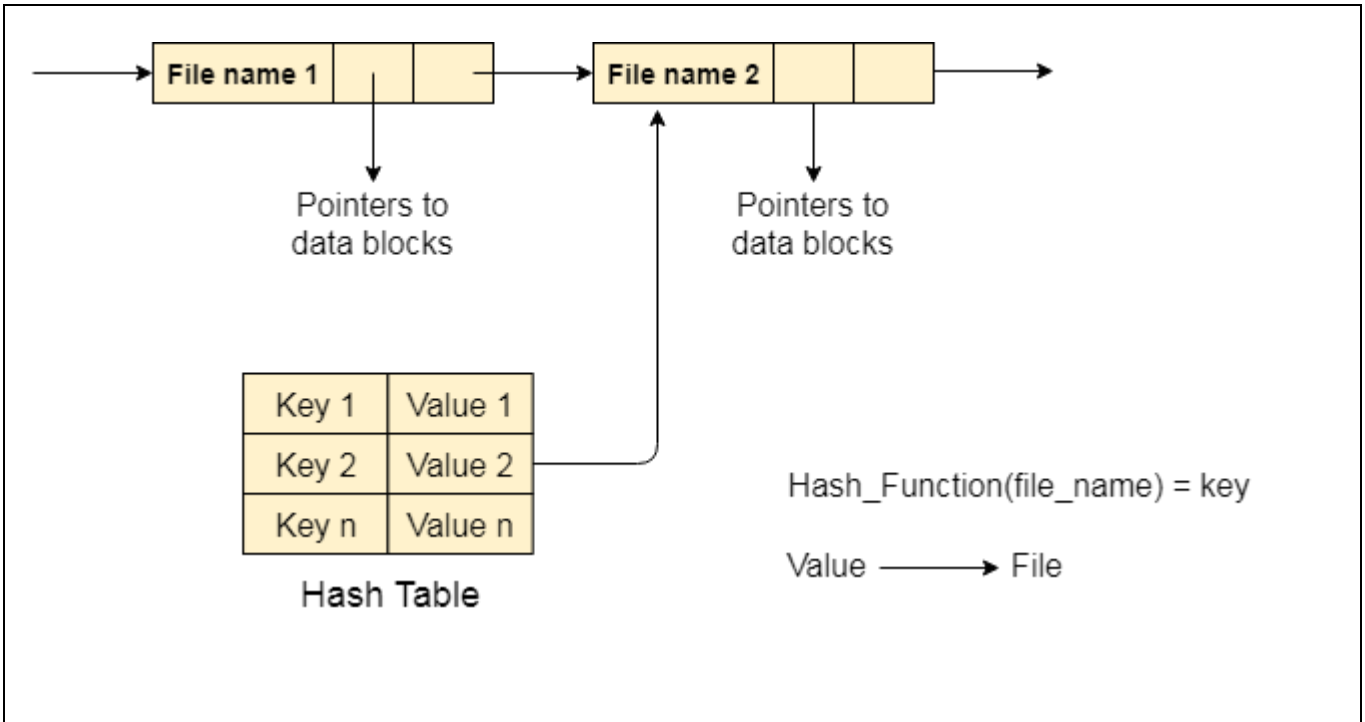 File name 1
File name 2
Pointers to
data blocks
Pointers to
data blocks
Key 1 Value 1
Key 2 Value 2
Key n Value n
Hash Table
Hash_Function(file_name) = key
Value File